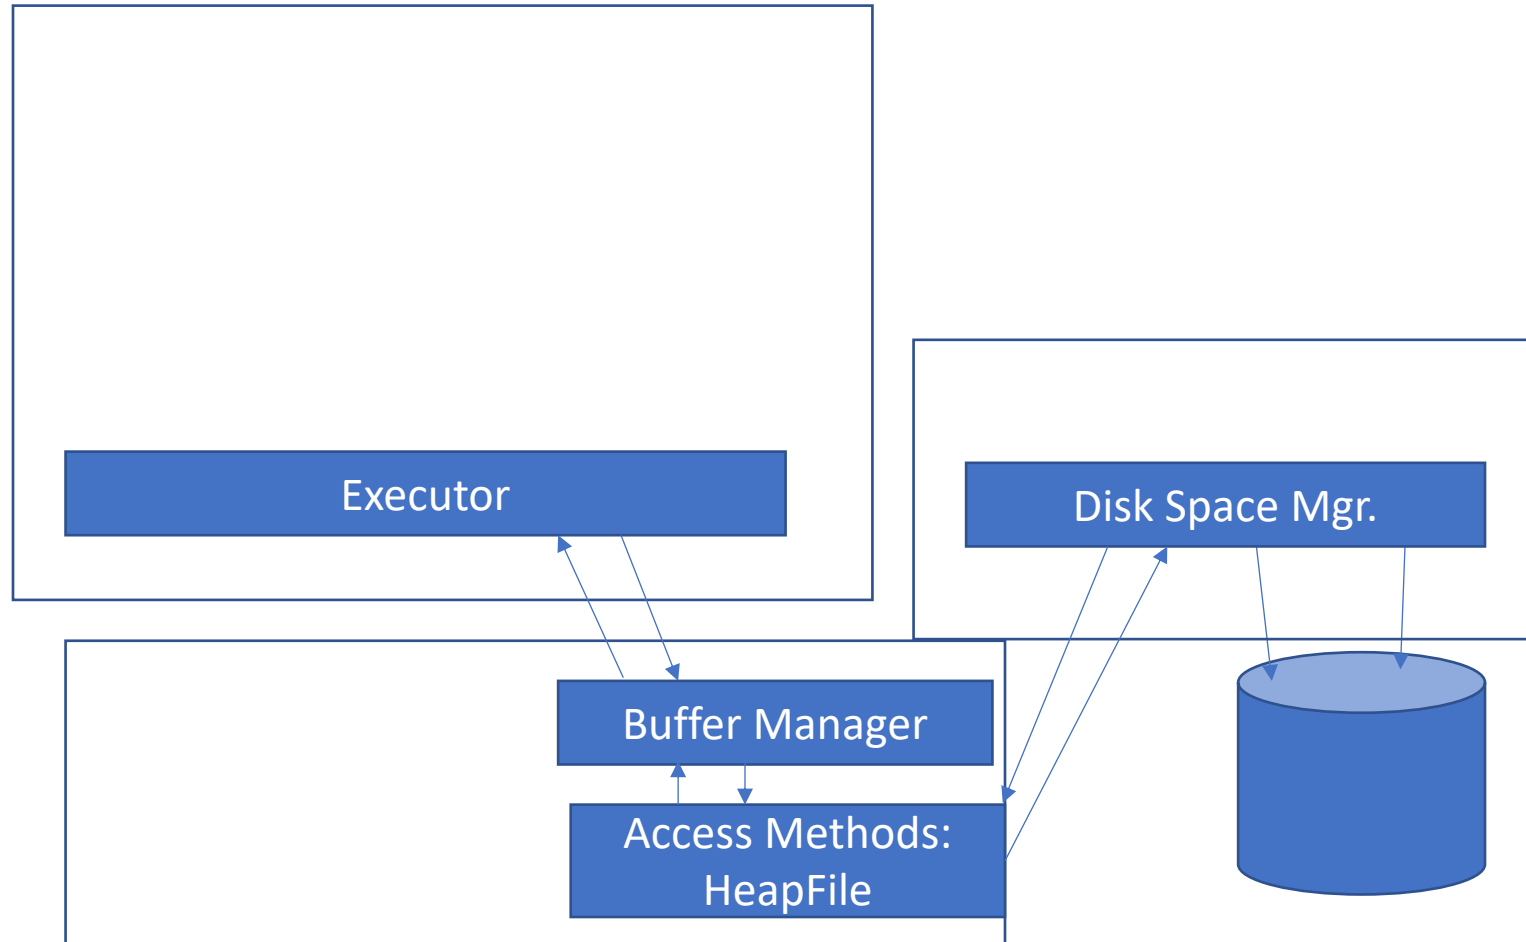 Executor
Disk Space Mgr.
Buffer Manager
Access Methods:
HeapFile